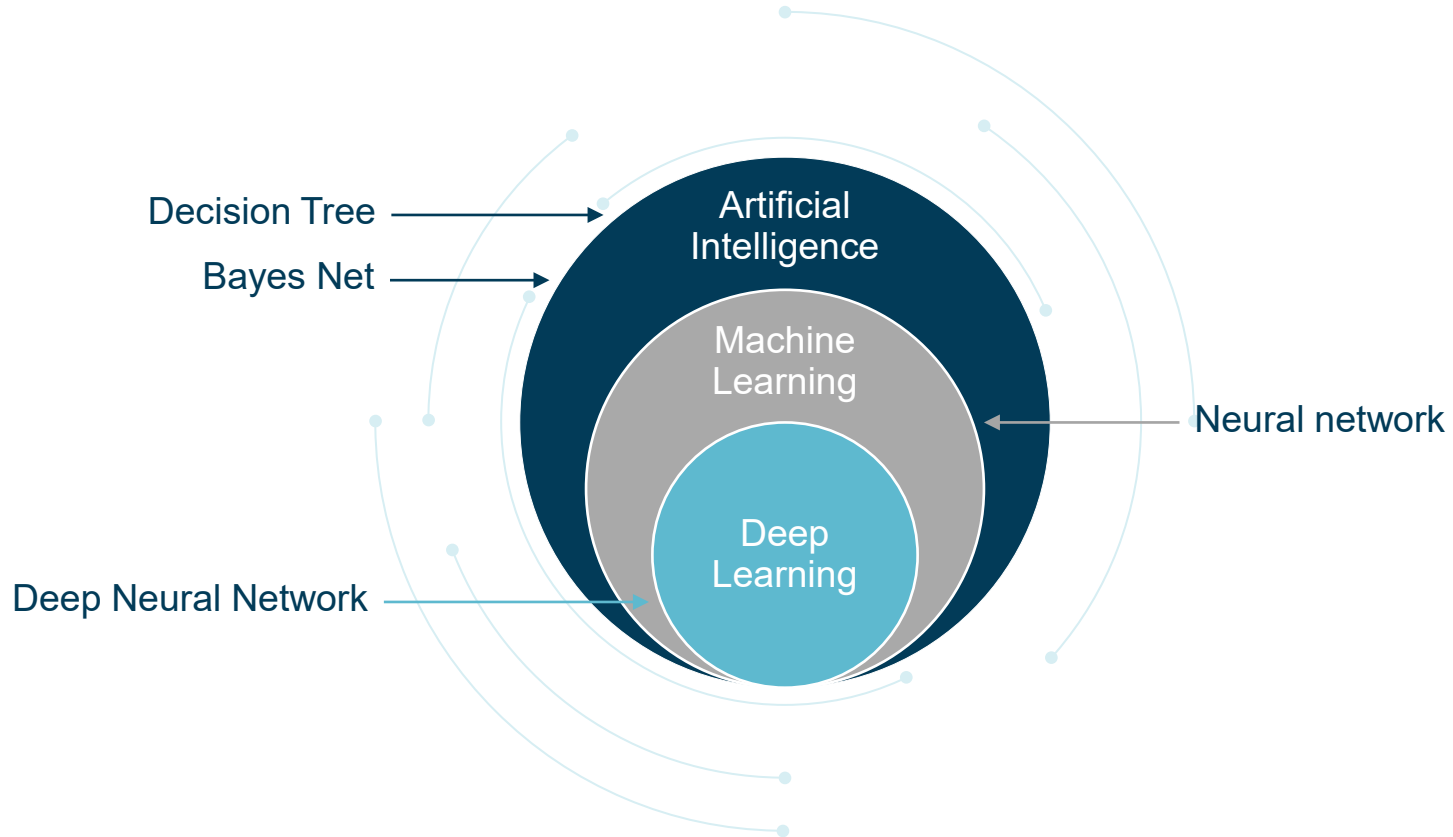 Artificial
Intelligence
Decision Tree
Bayes Net
Machine
Learning
Neural network
Deep
Learning
Deep Neural Network